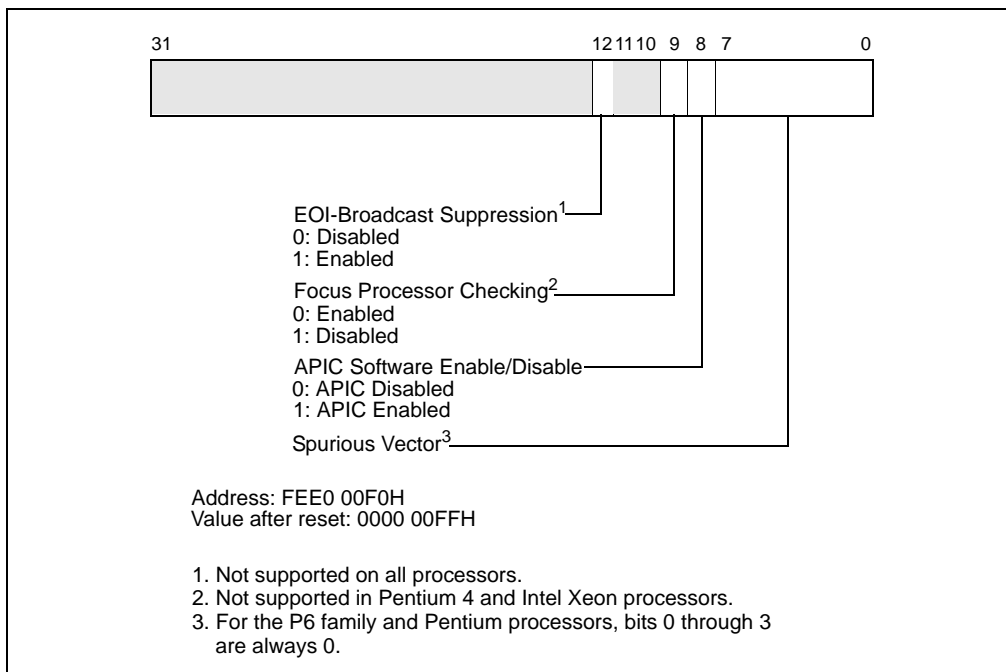 31 12 11 10 9 8 7 0
EOI-Broadcast Suppression1
0: Disabled
1: Enabled
Focus Processor Checking2
0: Enabled
1: Disabled
APIC Software Enable/Disable
0: APIC Disabled
1: APIC Enabled
Spurious Vector3
Address: FEE0 00F0H
Value after reset: 0000 00FFH
1. Not supported on all processors.
2. Not supported in Pentium 4 and Intel Xeon processors.
3. For the P6 family and Pentium processors, bits 0 through 3
are always 0.